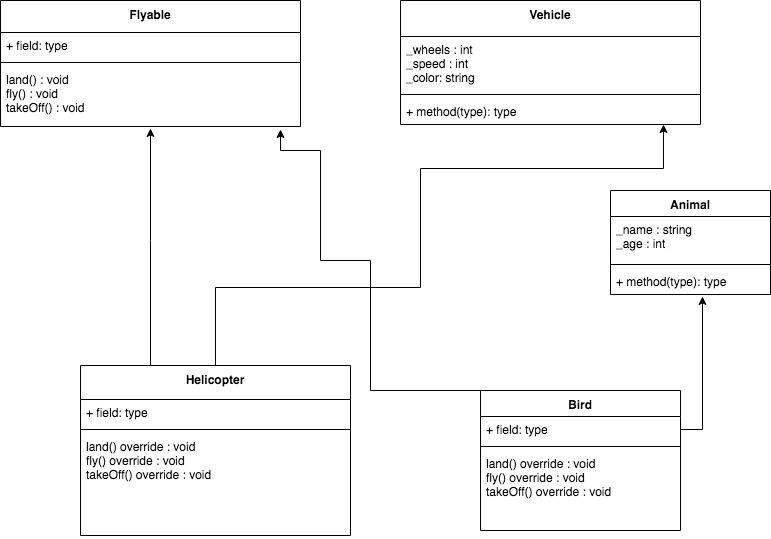 Flyable
+ field: type
land() : void
fly() : void
takeOff() : void
Vehicle
_wheels : int
_speed : int
_color: string
+ method(type): type
Animal
_name : string
_age : int
+ method(type): type
Helicopter
+ field: type
land() override : void
fly() override : void
takeOff() override : void
Bird
+ field: type
land() override : void
fly() override : void
takeOff() override : void